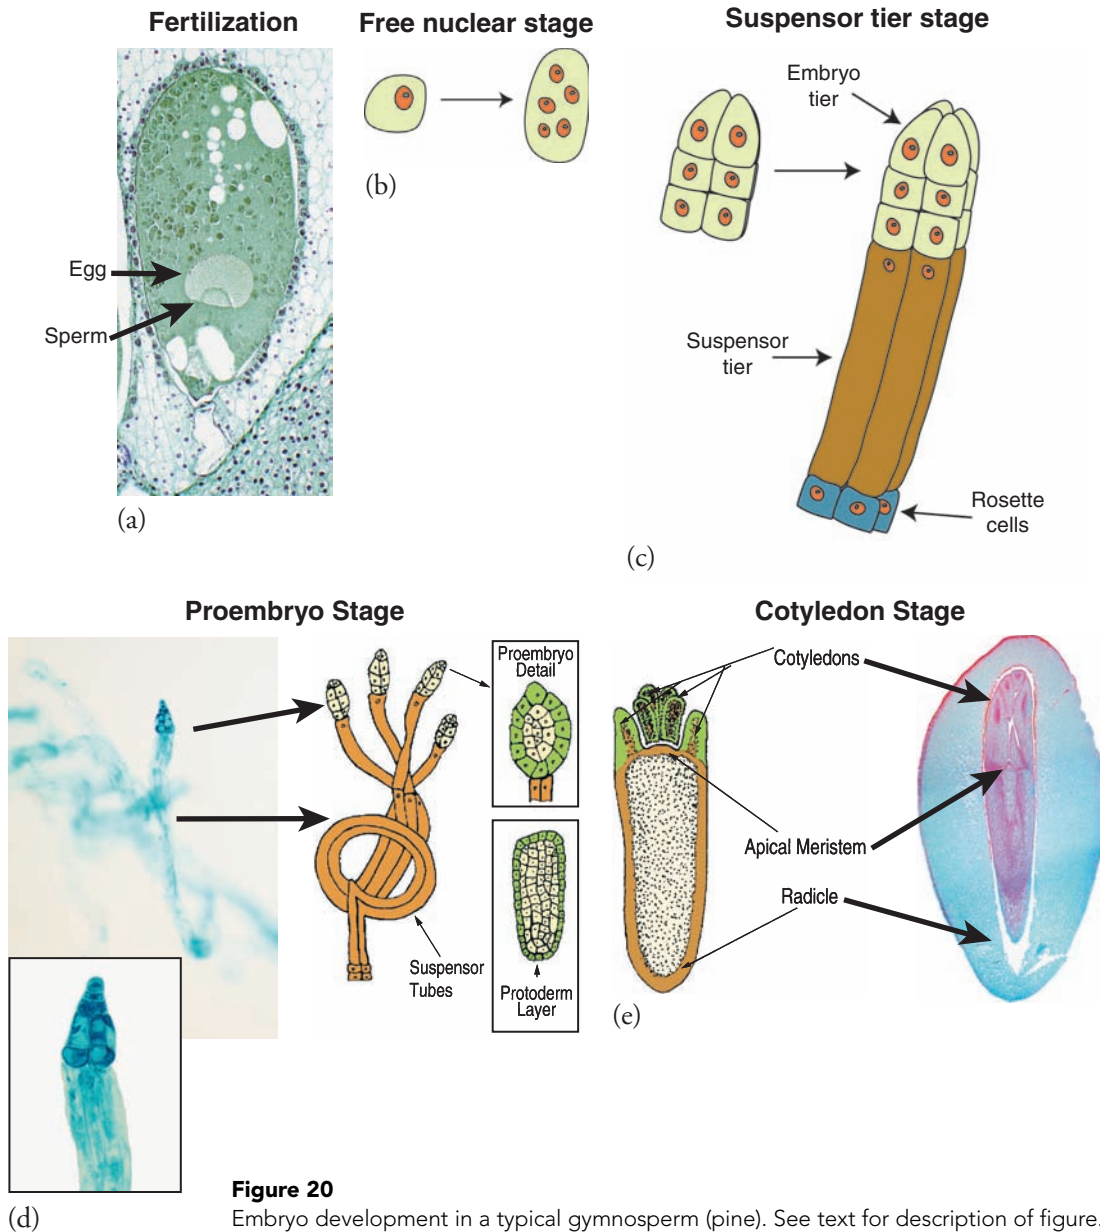 Fertilization
Free nuclear stage
Suspensor tier stage
Egg
Sperm
(a)
(b)
Embryo
tier
Suspensor
tier
Rosette
cells
(c)
Proembryo Stage
Proembryo
Detail
Suspensor
Tubes
Protoderm
Layer
(d)
Cotyledon Stage
Cotyledons
Apical Meristem
Radicle
(e)
Figure 20
Embryo development in a typical gymnosperm (pine). See text for description of figure.